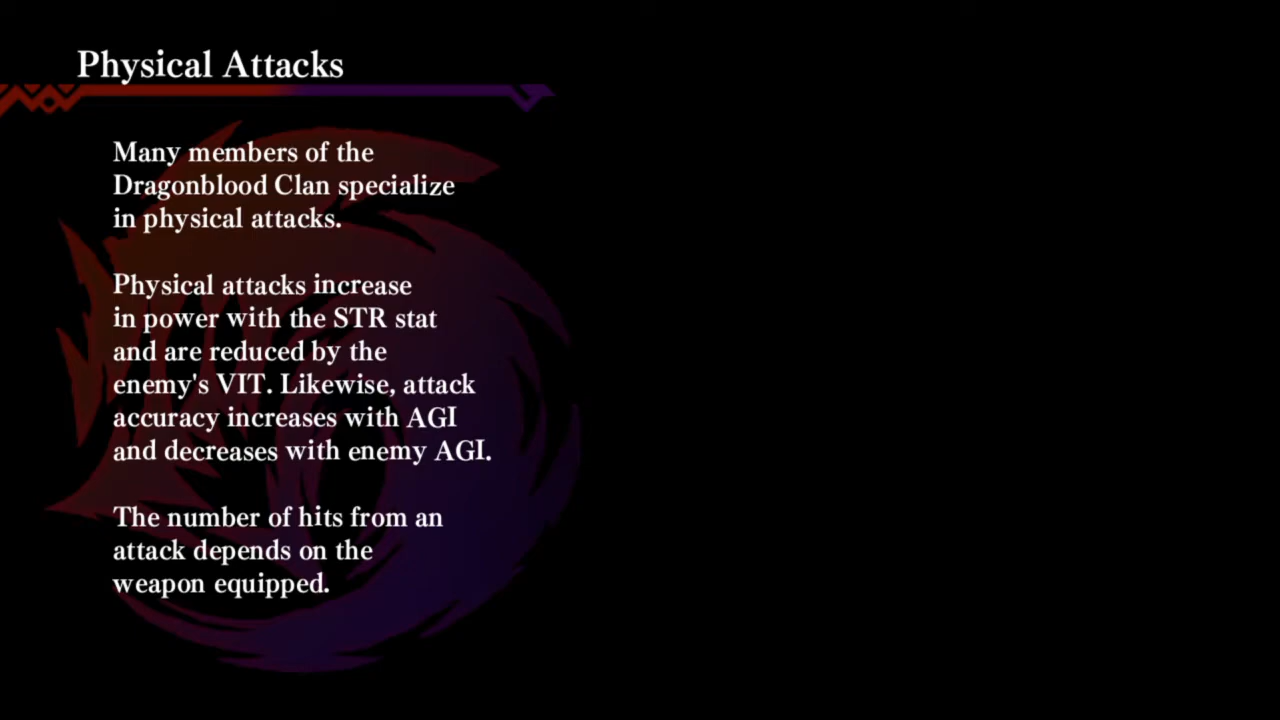 Physical Attacks
Many members of the
Dragonblood Clan specialize
in physical attacks.
Physical attacks increase
in power with the STR stat
and are reduced by the
enemy's VIT. Likewise, attack
accuracy increases with AGI
and decreases with enemy AGI.
The number of hits from an
attack depends on the
weapon equipped.